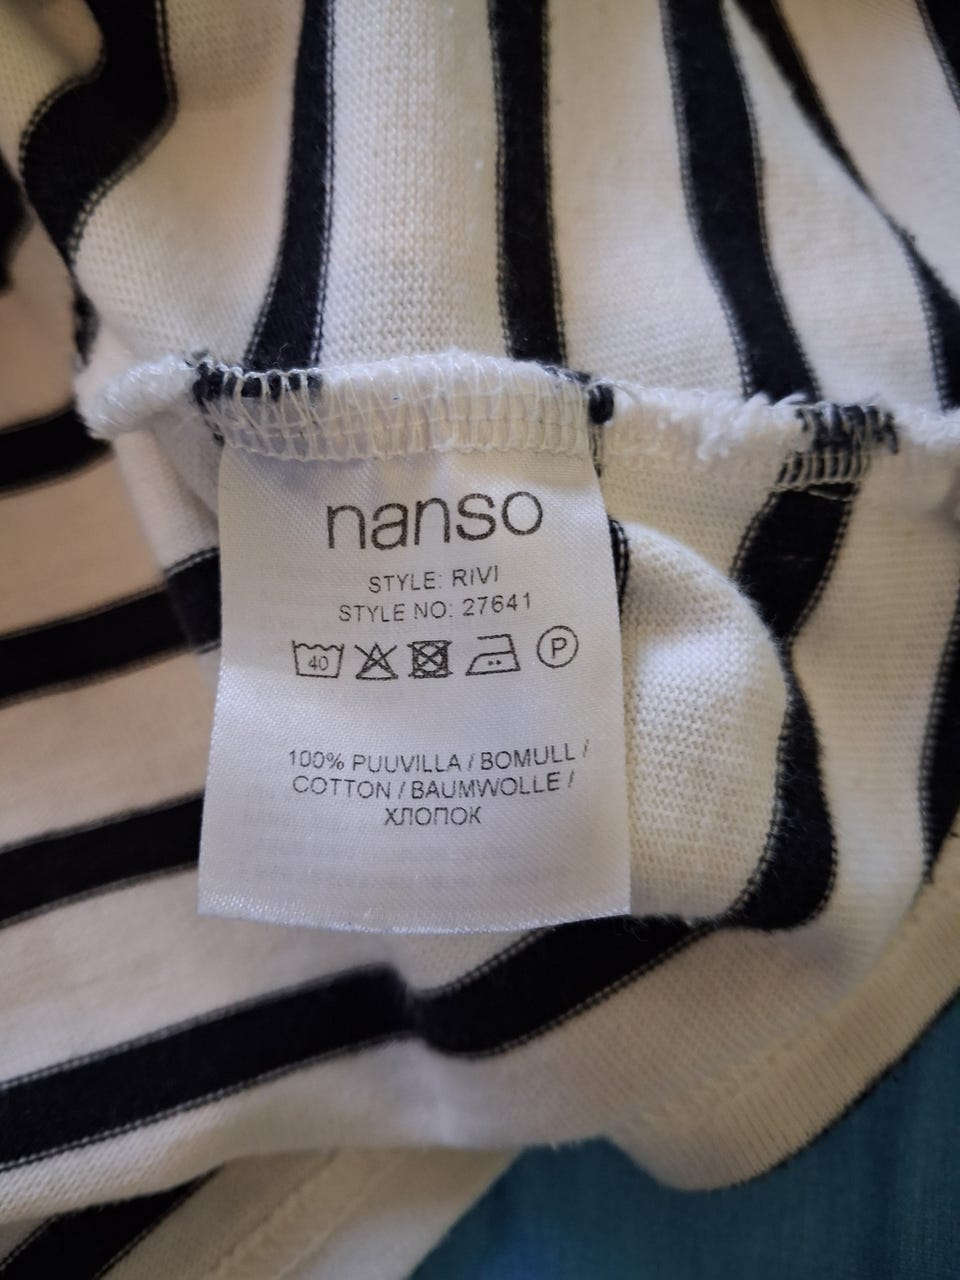 nanso
STYLE: RIVI
STYLE NO: 27641
40 P
100% PUUVILLA / BOMULL /
COTTON / BAUMWOLLE /
ХЛОПОК